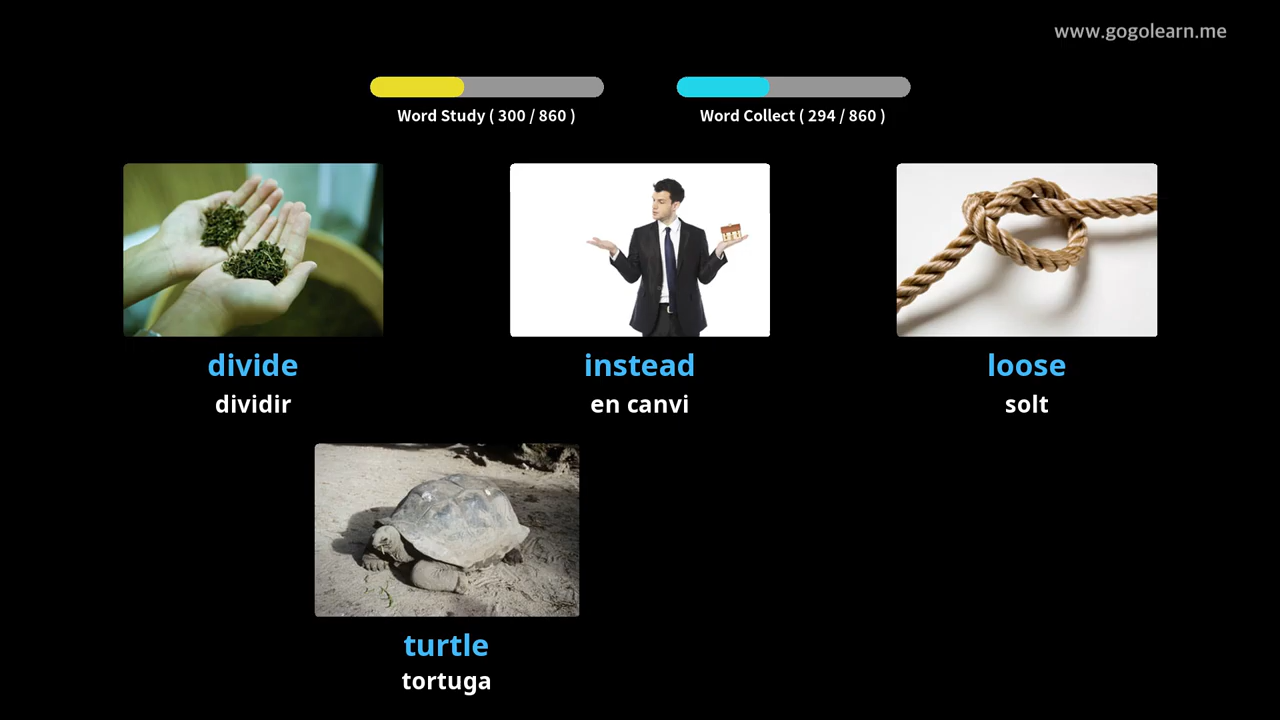 www.gogolearn.me
Word Study ( 300 / 860 )
Word Collect ( 294 / 860 )
divide
dividir
instead
en canvi
loose
solt
turtle
tortuga